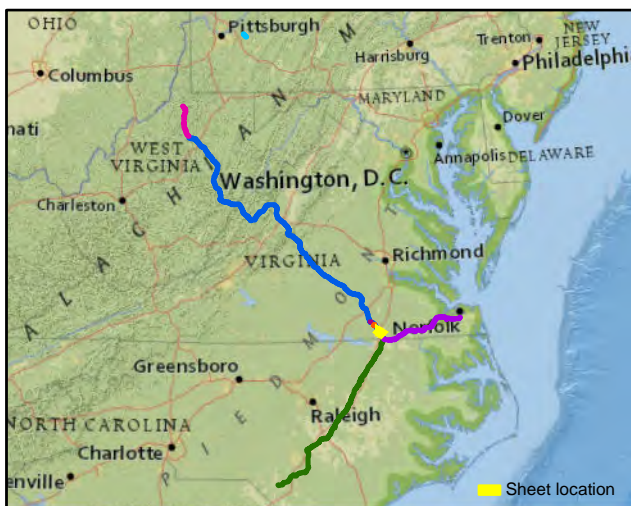 OHIO
Pittsburgh
NEW
JERSEY
Trenton
Harrisburg
Columbus
Philadelphia
MARYLAND
nati
Dover
WEST
VIRGINIA
Annapolis
DELAWARE
Washington, D.C.
Charleston
Richmond
VIRGINIA
A P P A L A C H I A N M
P I E D M O N T
Norfolk
Greensboro
Raleigh
NORTH CAROLINA
Charlotte
enville
Sheet location